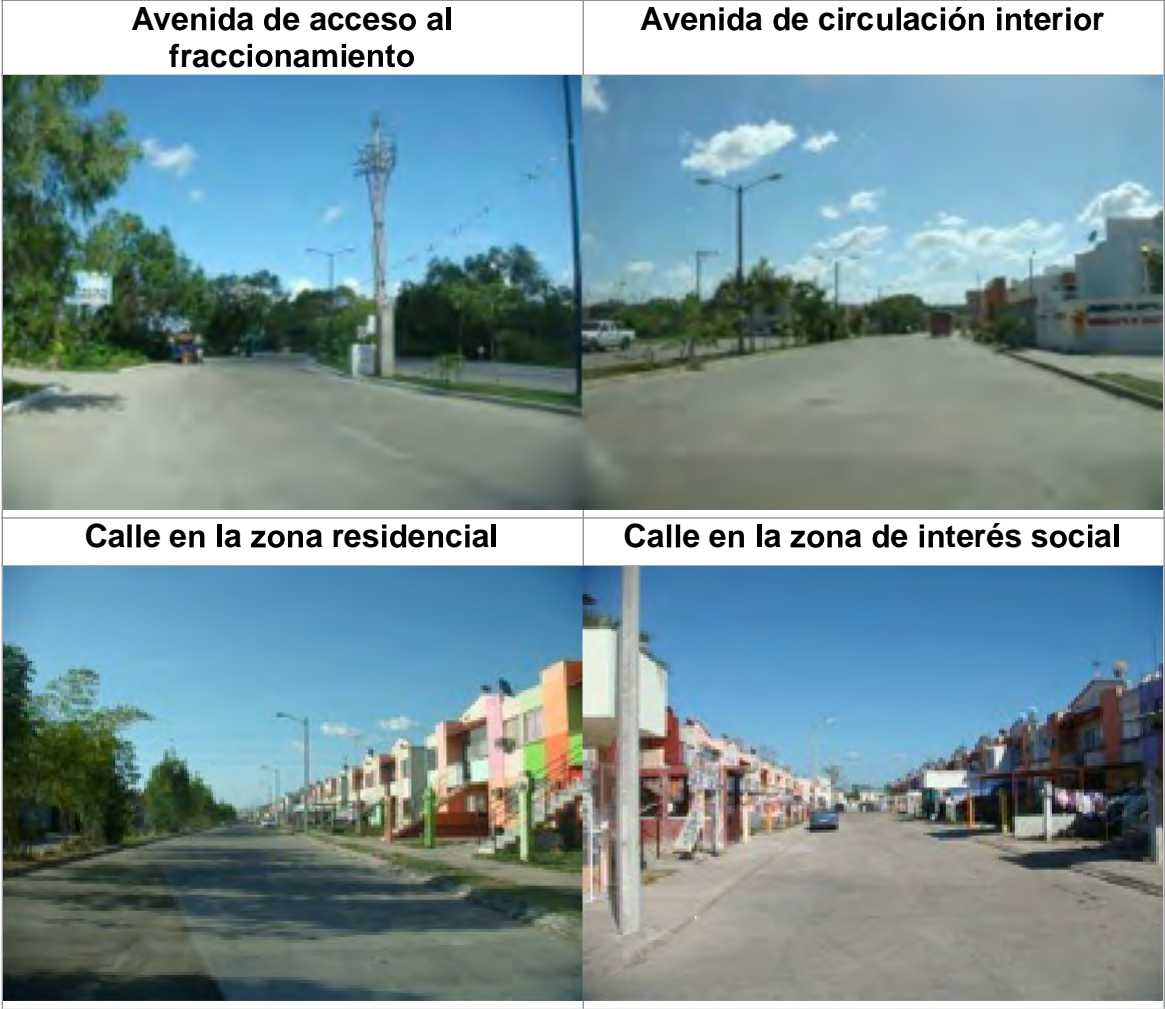 Avenida de acceso al
fraccionamiento
Avenida de circulación interior
Calle en la zona residencial
Calle en la zona de interés social